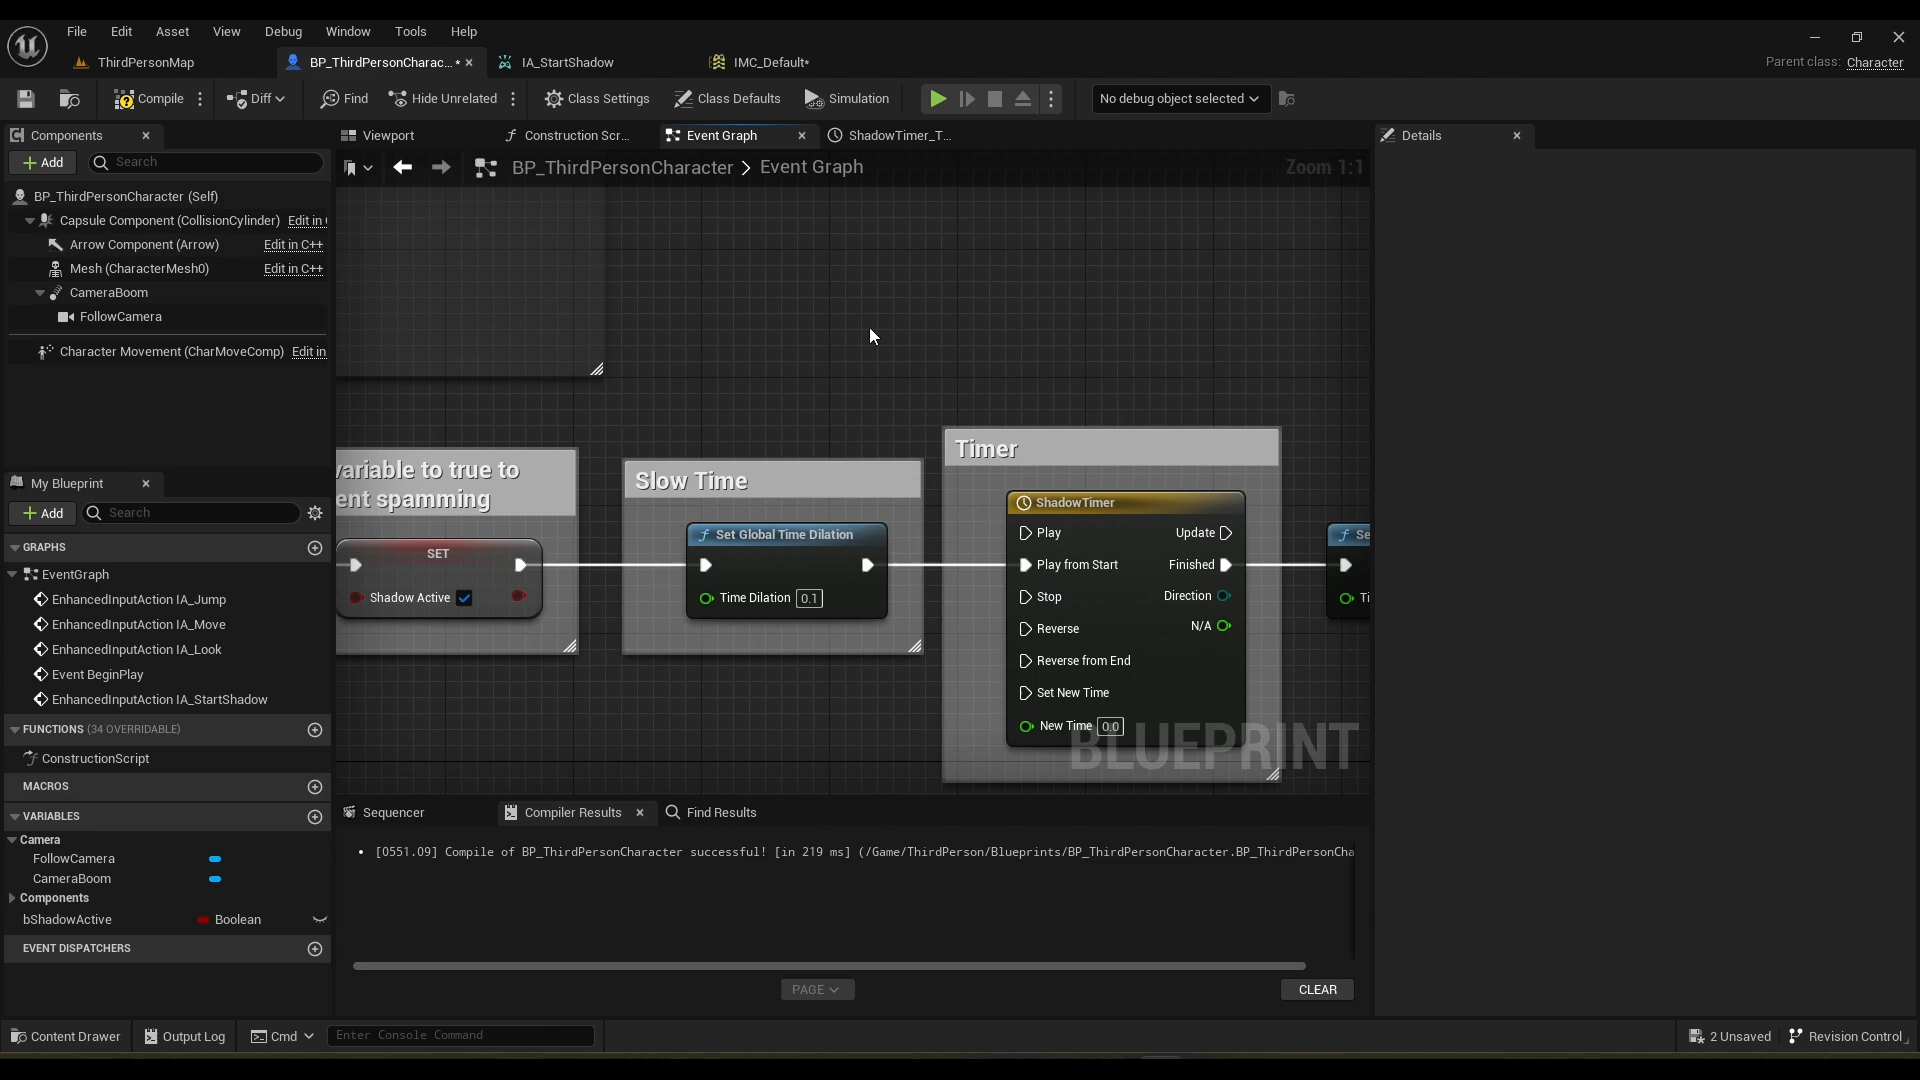 File Edit Asset View Debug Window Tools Help
ThirdPersonMap
BP_ThirdPersonCharac...*
IA_StartShadow
IMC_Default*
Parent class: Character
Compile
Diff
Find
Hide Unrelated
Class Settings
Class Defaults
Simulation
No debug object selected
Components
Add
Search
BP_ThirdPersonCharacter (Self)
Capsule Component (CollisionCylinder) Edit in
Arrow Component (Arrow) Edit in C++
Mesh (CharacterMesh0) Edit in C++
CameraBoom
FollowCamera
Character Movement (CharMoveComp) Edit in
My Blueprint
Add
Search
GRAPHS
EventGraph
EnhancedInputAction IA_Jump
EnhancedInputAction IA_Move
EnhancedInputAction IA_Look
Event BeginPlay
EnhancedInputAction IA_StartShadow
FUNCTIONS (34 OVERRIDABLE)
ConstructionScript
MACROS
VARIABLES
Camera
FollowCamera
CameraBoom
Components
bShadowActive Boolean
EVENT DISPATCHERS
Viewport
Construction Scr...
Event Graph
ShadowTimer_T...
BP_ThirdPersonCharacter > Event Graph
Zoom 1:1
variable to true to
ent spamming
SET
Shadow Active
Slow Time
Set Global Time Dilation
Time Dilation 0.1
Timer
ShadowTimer
Play Update
Play from Start Finished
Stop Direction
Reverse N/A
Reverse from End
Set New Time
New Time 0.0
Se
Ti
BLUEPRINT
Sequencer
Compiler Results
Find Results
[0551.09] Compile of BP_ThirdPersonCharacter successful! [in 219 ms] (/Game/ThirdPerson/Blueprints/BP_ThirdPersonCharacter.BP_ThirdPersonCha
PAGE
CLEAR
Details
Content Drawer
Output Log
Cmd
Enter Console Command
2 Unsaved
Revision Control